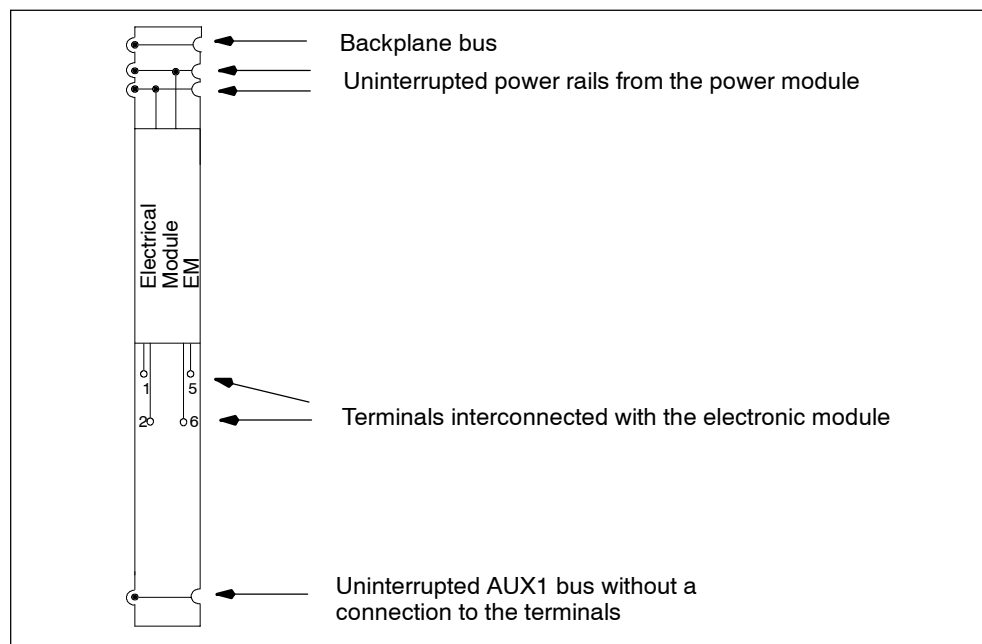 Backplane bus
Uninterrupted power rails from the power module
Electrical
Module
EM
1
5
2
6
Terminals interconnected with the electronic module
Uninterrupted AUX1 bus without a
connection to the terminals